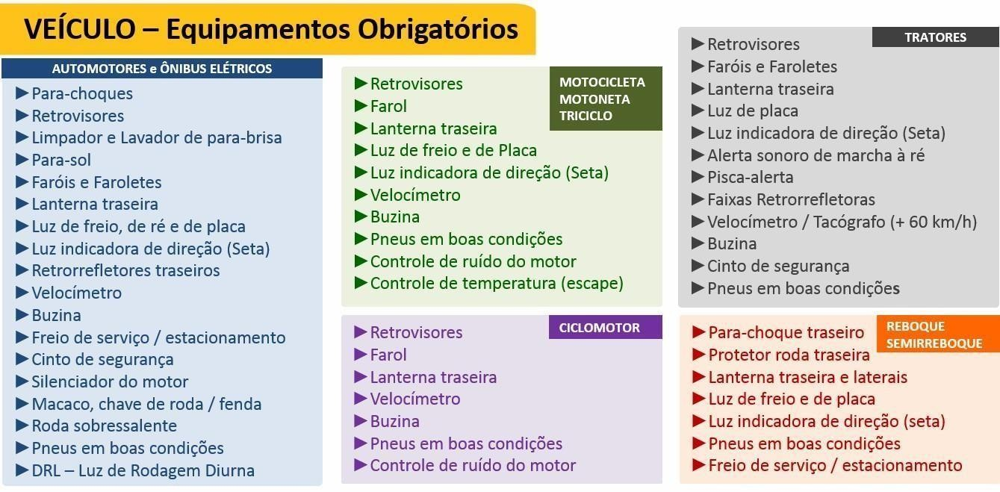 VEÍCULO – Equipamentos Obrigatórios
AUTOMOTORES e ÔNIBUS ELÉTRICOS
►Para-choques
►Retrovisores
►Limpador e Lavador de para-brisa
►Para-sol
►Faróis e Faroletes
►Lanterna traseira
►Luz de freio, de ré e de placa
►Luz indicadora de direção (Seta)
►Retrorrefletores traseiros
►Velocímetro
►Buzina
►Freio de serviço / estacionamento
►Cinto de segurança
►Silenciador do motor
►Macaco, chave de roda / fenda
►Roda sobressalente
►Pneus em boas condições
►DRL – Luz de Rodagem Diurna
MOTOCICLETA
MOTONETA
TRICICLO
►Retrovisores
►Farol
►Lanterna traseira
►Luz de freio e de Placa
►Luz indicadora de direção (Seta)
►Velocímetro
►Buzina
►Pneus em boas condições
►Controle de ruído do motor
►Controle de temperatura (escape)
CICLOMOTOR
►Retrovisores
►Farol
►Lanterna traseira
►Velocímetro
►Buzina
►Pneus em boas condições
►Controle de ruído do motor
TRATORES
►Retrovisores
►Faróis e Faroletes
►Lanterna traseira
►Luz de placa
►Luz indicadora de direção (Seta)
►Alerta sonoro de marcha à ré
►Pisca-alerta
►Faixas Retrorrefletoras
►Velocímetro / Tacógrafo (+ 60 km/h)
►Buzina
►Cinto de segurança
►Pneus em boas condições
REBOQUE
SEMIRREBOQUE
►Para-choque traseiro
►Protetor roda traseira
►Lanterna traseira e laterais
►Luz de freio e de placa
►Luz indicadora de direção (seta)
►Pneus em boas condições
►Freio de serviço / estacionamento